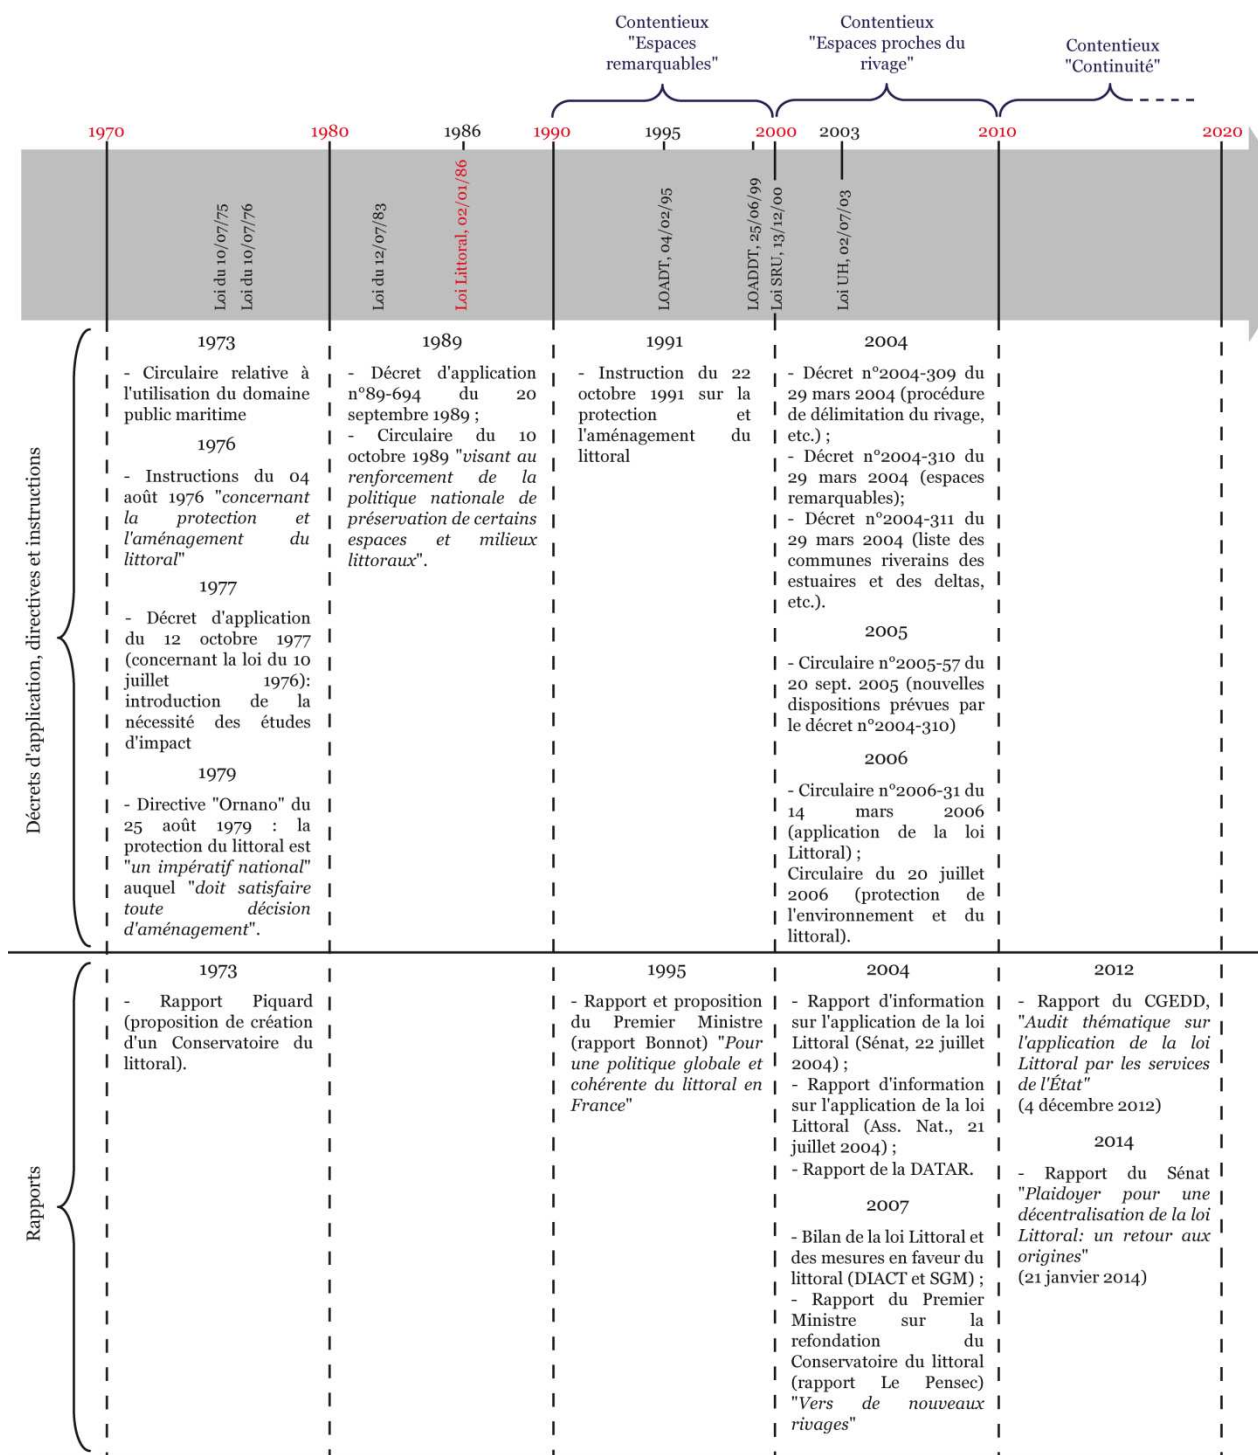 Contentieux
"Espaces
remarquables"
Contentieux
"Espaces proches du
rivage"
Contentieux
"Continuité"
1970
1980
1986
1990
1995
2000
2003
2010
2020
Loi du 10/07/75
Loi du 10/07/76
Loi du 12/07/83
Loi Littoral, 02/01/86
LOADT, 04/02/95
LOADDT, 25/06/99
Loi SRU, 13/12/00
Loi UH, 02/07/03
Décrets d'application, directives et instructions
1973
- Circulaire relative à
l'utilisation du domaine
public maritime
1976
- Instructions du 04
août 1976 "concernant
la protection et
l'aménagement du
littoral"
1977
- Décret d'application
du 12 octobre 1977
(concernant la loi du 10
juillet 1976):
introduction de la
nécessité des études
d'impact
1979
- Directive "Ornano" du
25 août 1979 : la
protection du littoral est
"un impératif national"
auquel "doit satisfaire
toute décision
d'aménagement".
1989
- Décret d'application
n°89-694 du 20
septembre 1989 ;
- Circulaire du 10
octobre 1989 "visant au
renforcement de la
politique nationale de
préservation de certains
espaces et milieux
littoraux".
1991
- Instruction du 22
octobre 1991 sur la
protection et
l'aménagement du
littoral
2004
- Décret n°2004-309 du
29 mars 2004 (procédure
de délimitation du rivage,
etc.) ;
- Décret n°2004-310 du
29 mars 2004 (espaces
remarquables);
- Décret n°2004-311 du
29 mars 2004 (liste des
communes riverains des
estuaires et des deltas,
etc.).
2005
- Circulaire n°2005-57 du
20 sept. 2005 (nouvelles
dispositions prévues par
le décret n°2004-310)
2006
- Circulaire n°2006-31 du
14 mars 2006
(application de la loi
Littoral) ;
Circulaire du 20 juillet
2006 (protection de
l'environnement et du
littoral).
Rapports
1973
- Rapport Piquard
(proposition de création
d'un Conservatoire du
littoral).
1995
- Rapport et proposition
du Premier Ministre
(rapport Bonnot) "Pour
une politique globale et
cohérente du littoral en
France"
2004
- Rapport d'information
sur l'application de la loi
Littoral (Sénat, 22 juillet
2004) ;
- Rapport d'information
sur l'application de la loi
Littoral (Ass. Nat., 21
juillet 2004) ;
- Rapport de la DATAR.
2007
- Bilan de la loi Littoral et
des mesures en faveur du
littoral (DIACT et SGM) ;
- Rapport du Premier
Ministre sur la
refondation du
Conservatoire du littoral
(rapport Le Pensec)
"Vers de nouveaux
rivages"
2012
- Rapport du CGEDD,
"Audit thématique sur
l'application de la loi
Littoral par les services
de l'État"
(4 décembre 2012)
2014
- Rapport du Sénat
"Plaidoyer pour une
décentralisation de la loi
Littoral: un retour aux
origines"
(21 janvier 2014)